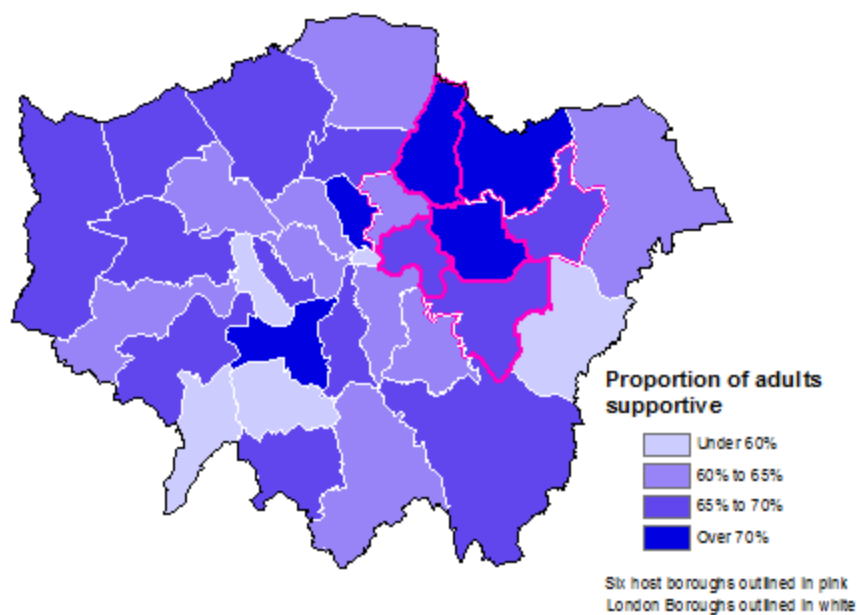 Proportion of adults
supportive
Under 60%
60% to 65%
65% to 70%
Over 70%
Six host boroughs outlined in pink
London Boroughs outlined in white